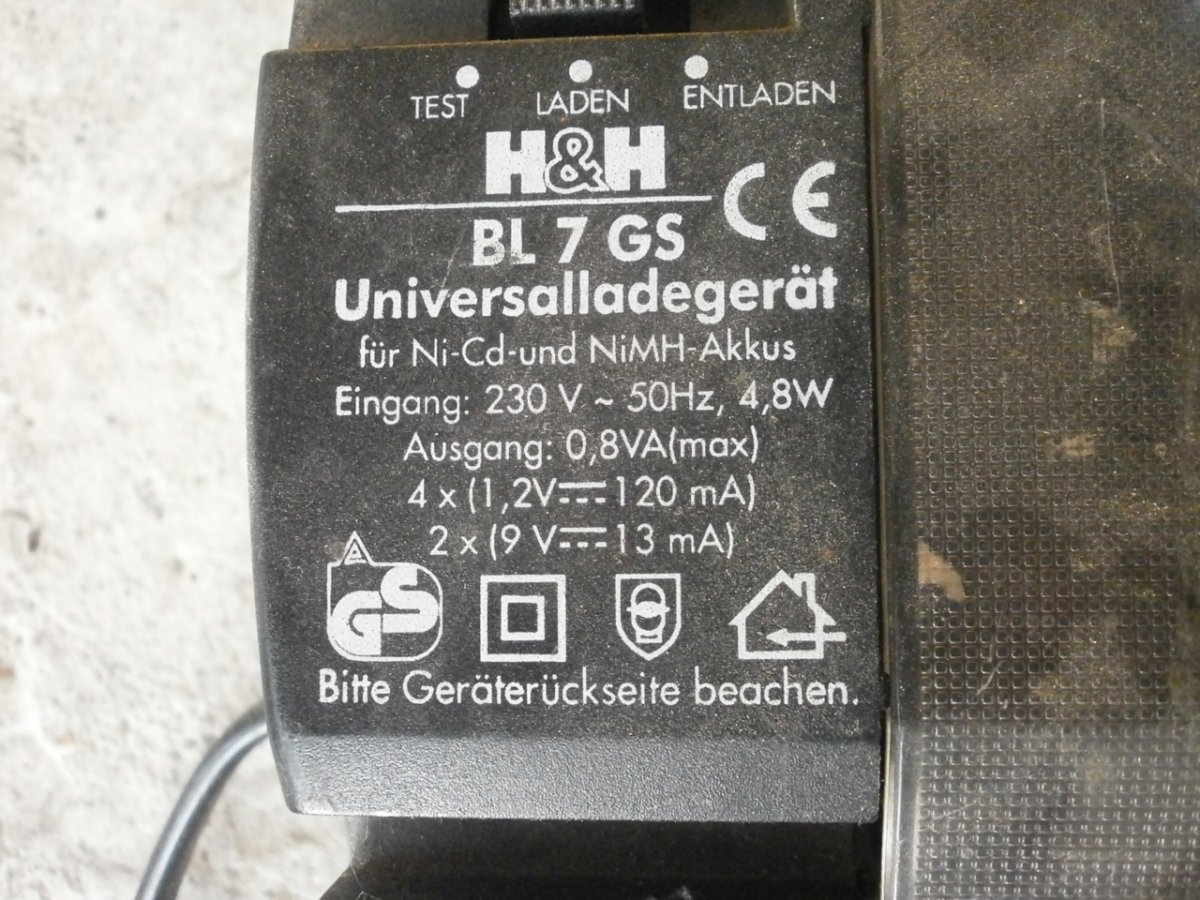 TEST LADEN ENTLADEN
H&H
CE
BL 7 GS
Universalladegerät
für Ni-Cd-und NiMH-Akkus
Eingang: 230 V ~ 50Hz, 4,8W
Ausgang: 0,8VA(max)
4 x (1,2V⎓120 mA)
2 x (9 V⎓13 mA)
GS
Bitte Geräterückseite beachen.